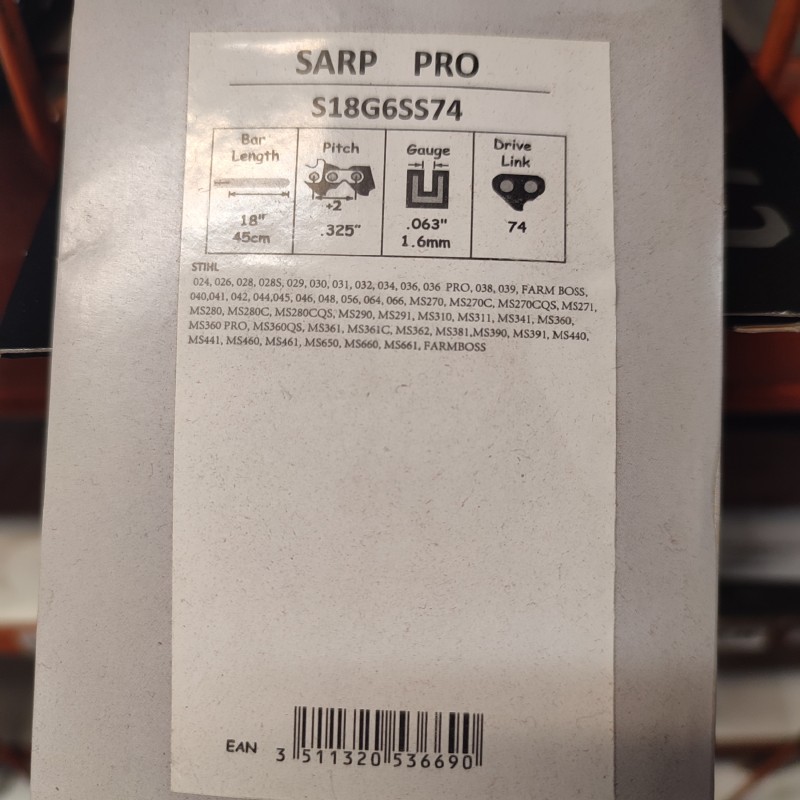 SARP PRO
S18G6SS74
Bar Length
Pitch
Gauge
Drive Link
+2
18"
45cm
.325"
.063"
1.6mm
74
STIHL
024, 026, 028, 028S, 029, 030, 031, 032, 034, 036, 036 PRO, 038, 039, FARM BOSS,
040,041, 042, 044,045, 046, 048, 056, 064, 066, MS270, MS270C, MS270CQS, MS271,
MS280, MS280C, MS280CQS, MS290, MS291, MS310, MS311, MS341, MS360,
MS360 PRO, MS360QS, MS361, MS361C, MS362, MS381,MS390, MS391, MS440,
MS441, MS460, MS461, MS650, MS660, MS661, FARMBOSS
EAN
3 511320 536690